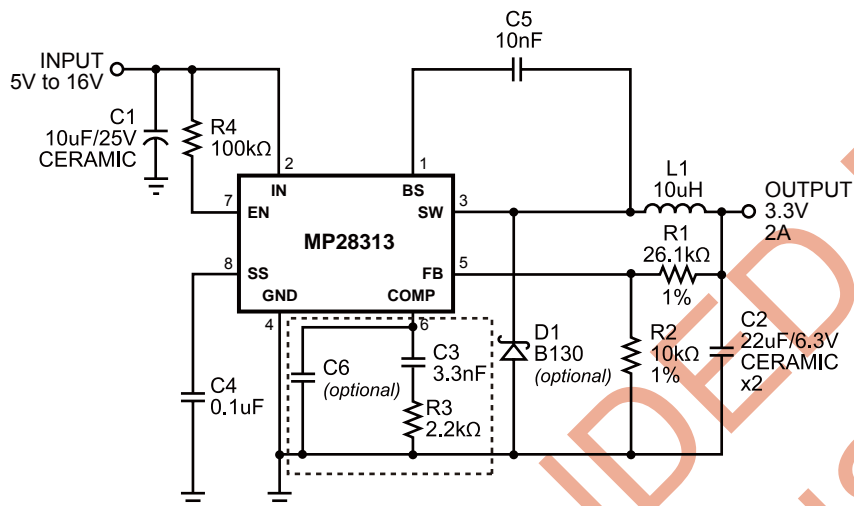 C5
10nF
INPUT
5V to 16V
C1
10uF/25V
CERAMIC
R4
100kΩ
2
1
IN
BS
L1
10uH
OUTPUT
3.3V
2A
7
EN
SW
3
MP28313
R1
26.1kΩ
1%
8
SS
FB
5
GND
COMP
4
6
C6
(optional)
C3
3.3nF
D1
B130
(optional)
R2
10kΩ
1%
C2
22uF/6.3V
CERAMIC
x2
C4
0.1uF
R3
2.2kΩ